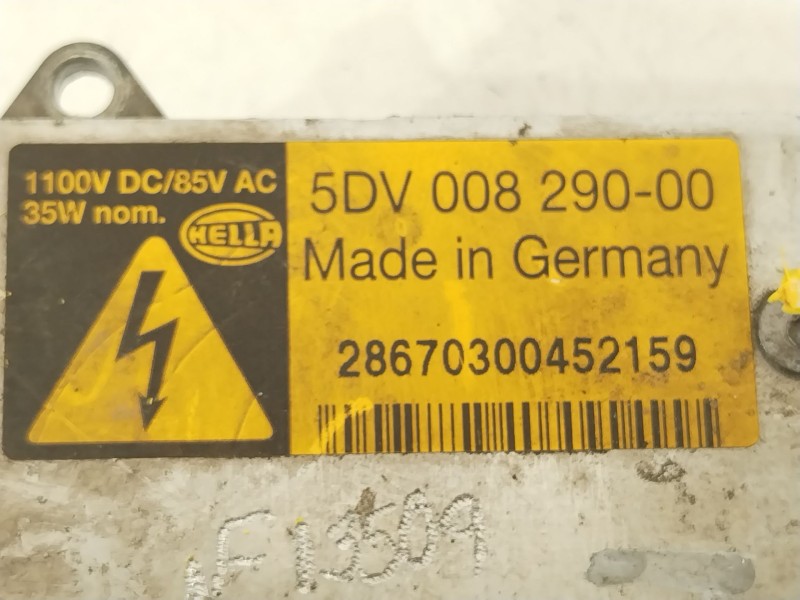 1100V DC/85V AC
35W nom.
HELLA
5DV 008 290-00
Made in Germany
28670300452159
F13509